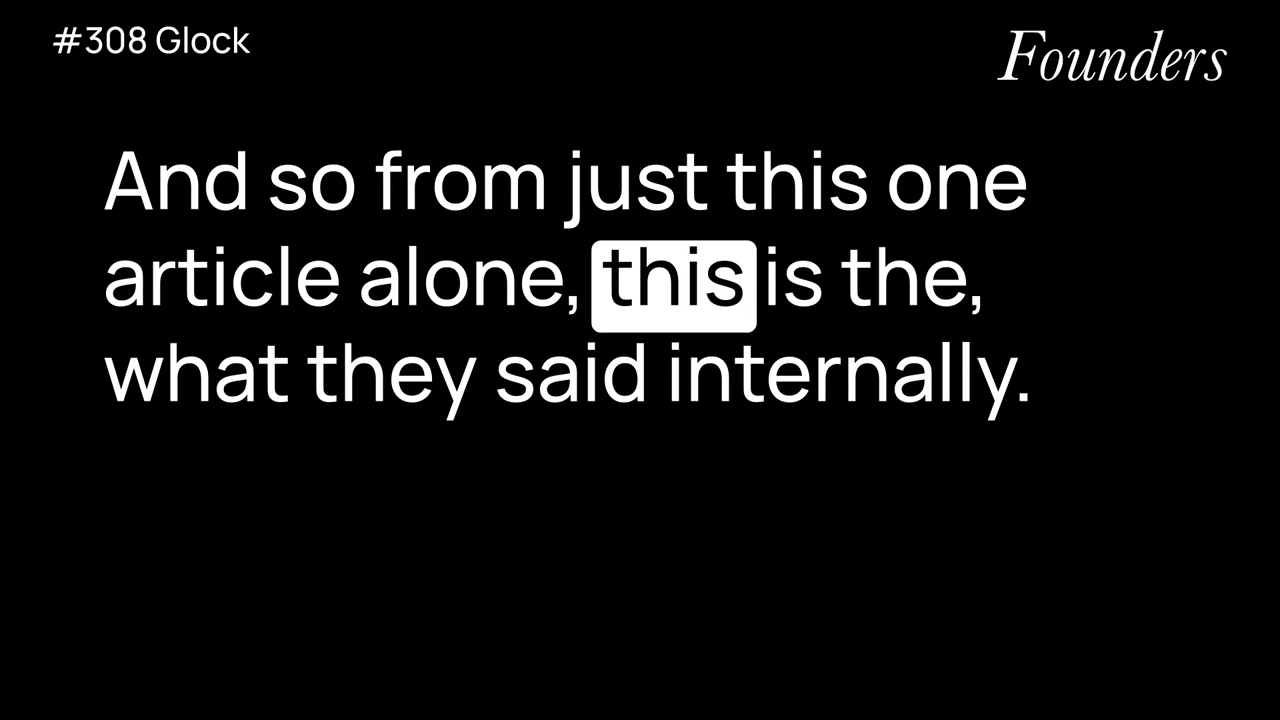 #308 Glock
Founders
And so from just this one
article alone, this is the,
what they said internally.